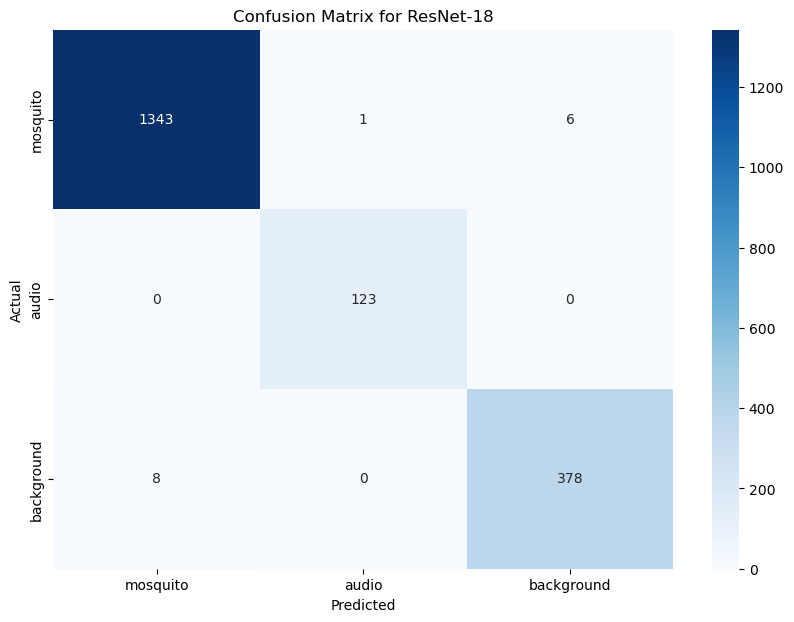 Confusion Matrix for ResNet-18
mosquito
1343
1
6
audio
0
123
0
background
8
0
378
Actual
mosquito
audio
background
Predicted
1200
1000
800
600
400
200
0